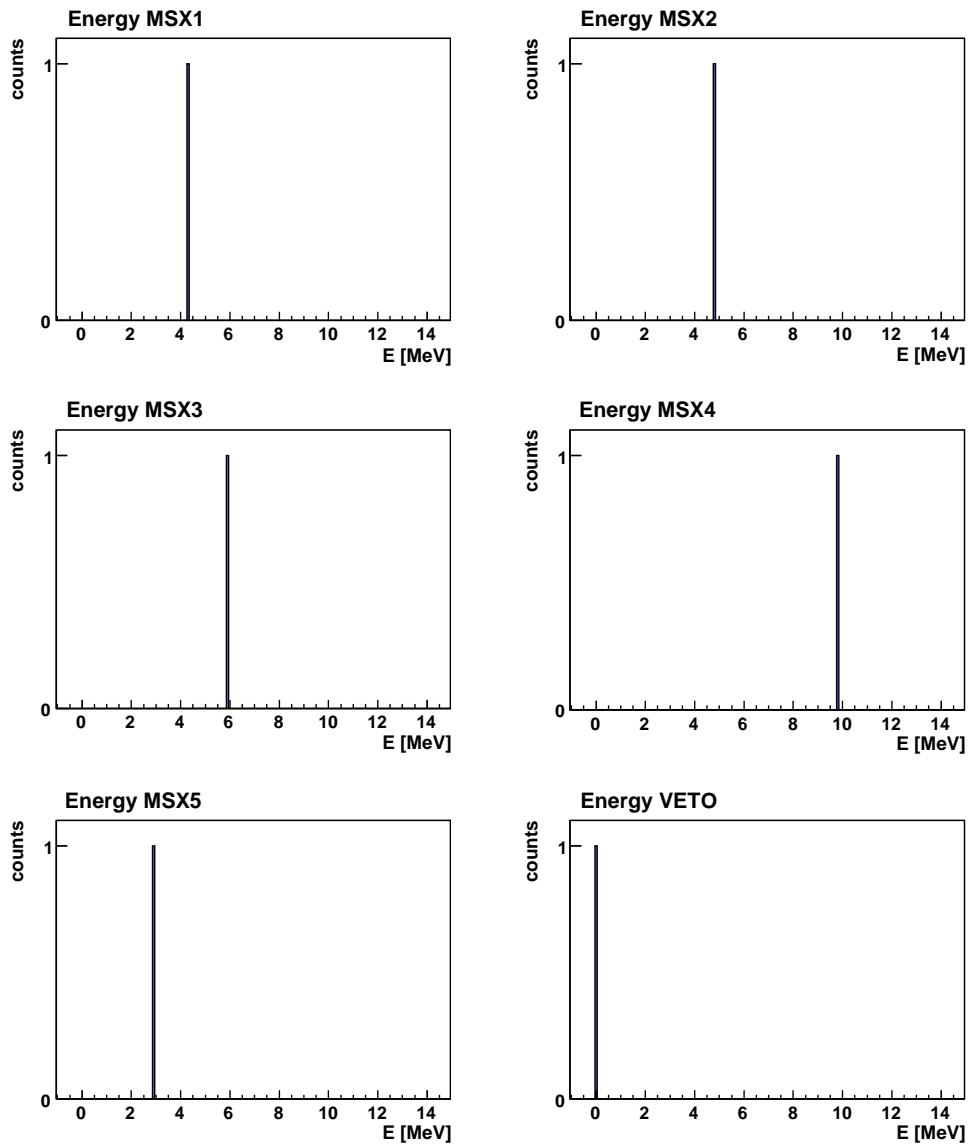 Energy MSX1
counts
1
0
0 2 4 6 8 10 12 14
E [MeV]
Energy MSX2
counts
1
0
0 2 4 6 8 10 12 14
E [MeV]
Energy MSX3
counts
1
0
0 2 4 6 8 10 12 14
E [MeV]
Energy MSX4
counts
1
0
0 2 4 6 8 10 12 14
E [MeV]
Energy MSX5
counts
1
0
0 2 4 6 8 10 12 14
E [MeV]
Energy VETO
counts
1
0
0 2 4 6 8 10 12 14
E [MeV]